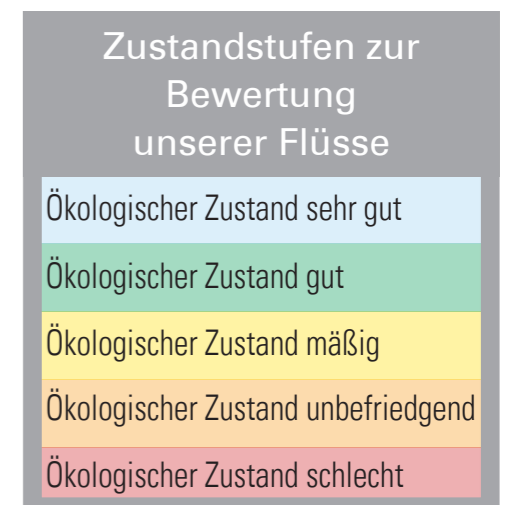 Zustandstufen zur
Bewertung
unserer Flüsse
Ökologischer Zustand sehr gut
Ökologischer Zustand gut
Ökologischer Zustand mäßig
Ökologischer Zustand unbefriedgend
Ökologischer Zustand schlecht